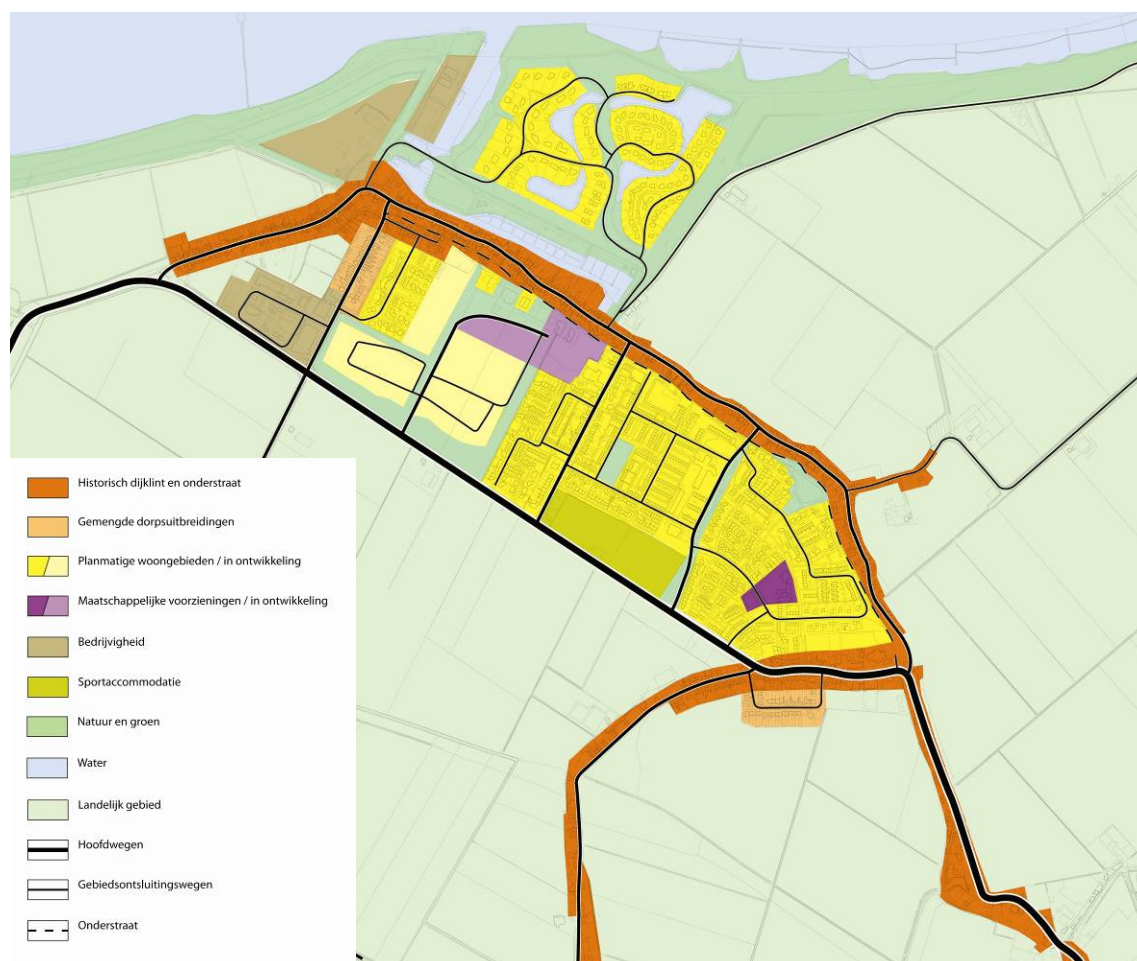 Historisch dijklint en onderstraat
Gemengde dorpsuitbreidingen
Planmatige woongebieden / in ontwikkeling
Maatschappelijke voorzieningen / in ontwikkeling
Bedrijvigheid
Sportaccommodatie
Natuur en groen
Water
Landelijk gebied
Hoofdwegen
Gebiedsontsluitingswegen
Onderstraat